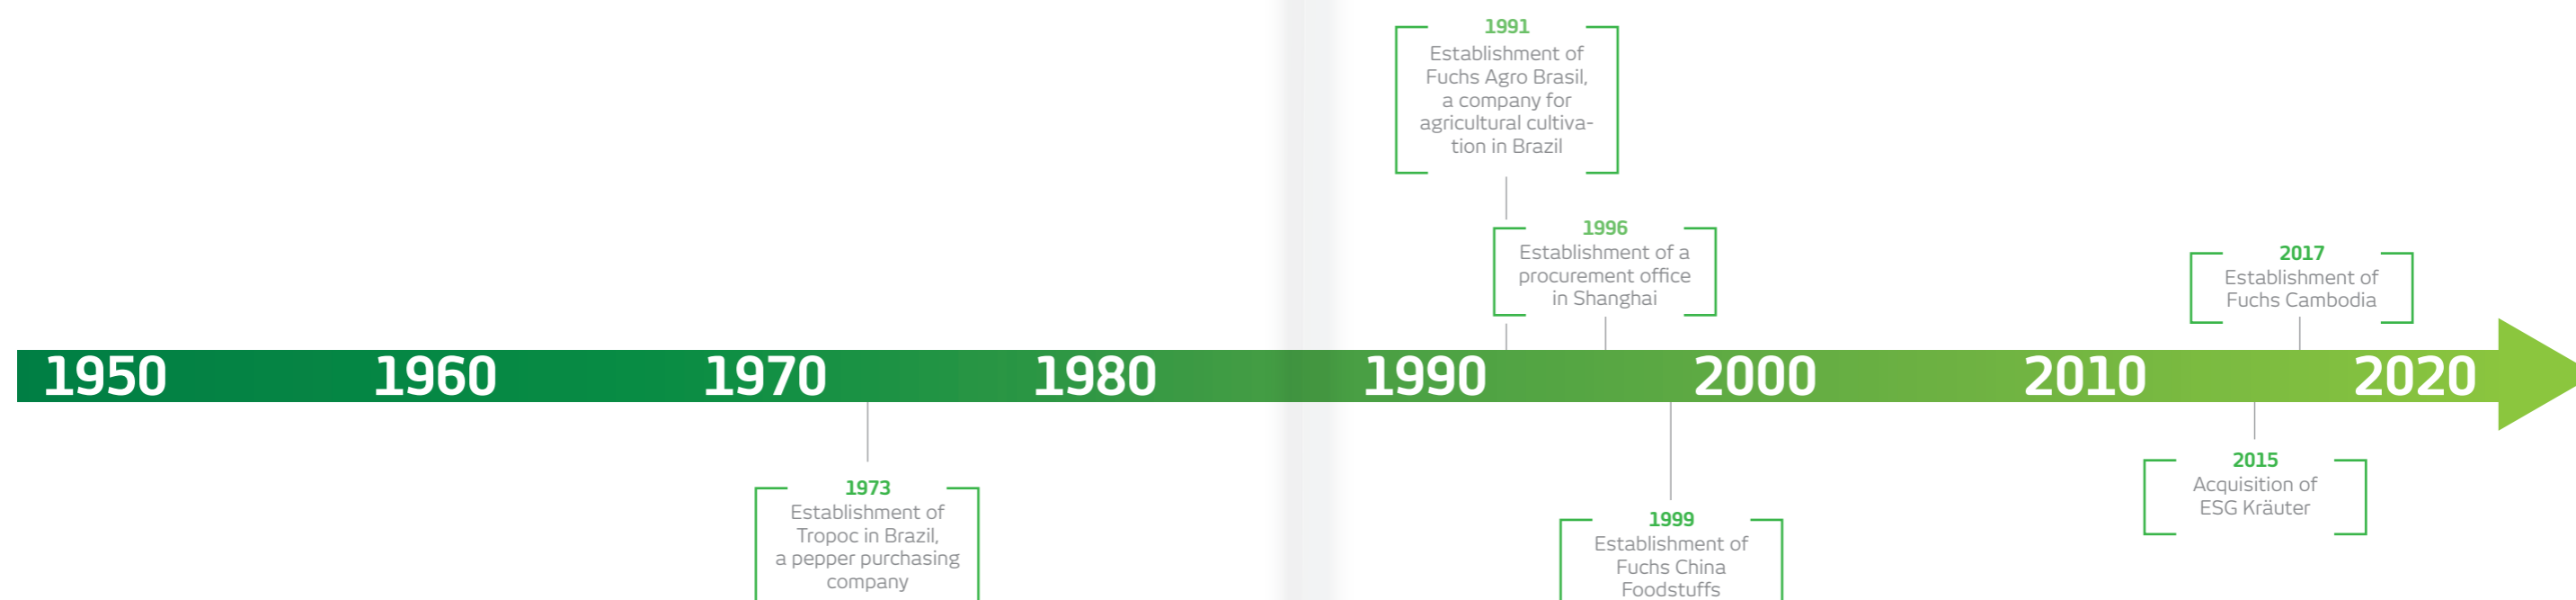 1991
Establishment of
Fuchs Agro Brasil,
a company for
agricultural cultiva-
tion in Brazil
1996
Establishment of a
procurement office
in Shanghai
2017
Establishment of
Fuchs Cambodia
1950 1960 1970 1980 1990 2000 2010 2020
1973
Establishment of
Tropoc in Brazil,
a pepper purchasing
company
1999
Establishment of
Fuchs China
Foodstuffs
2015
Acquisition of
ESG Kräuter